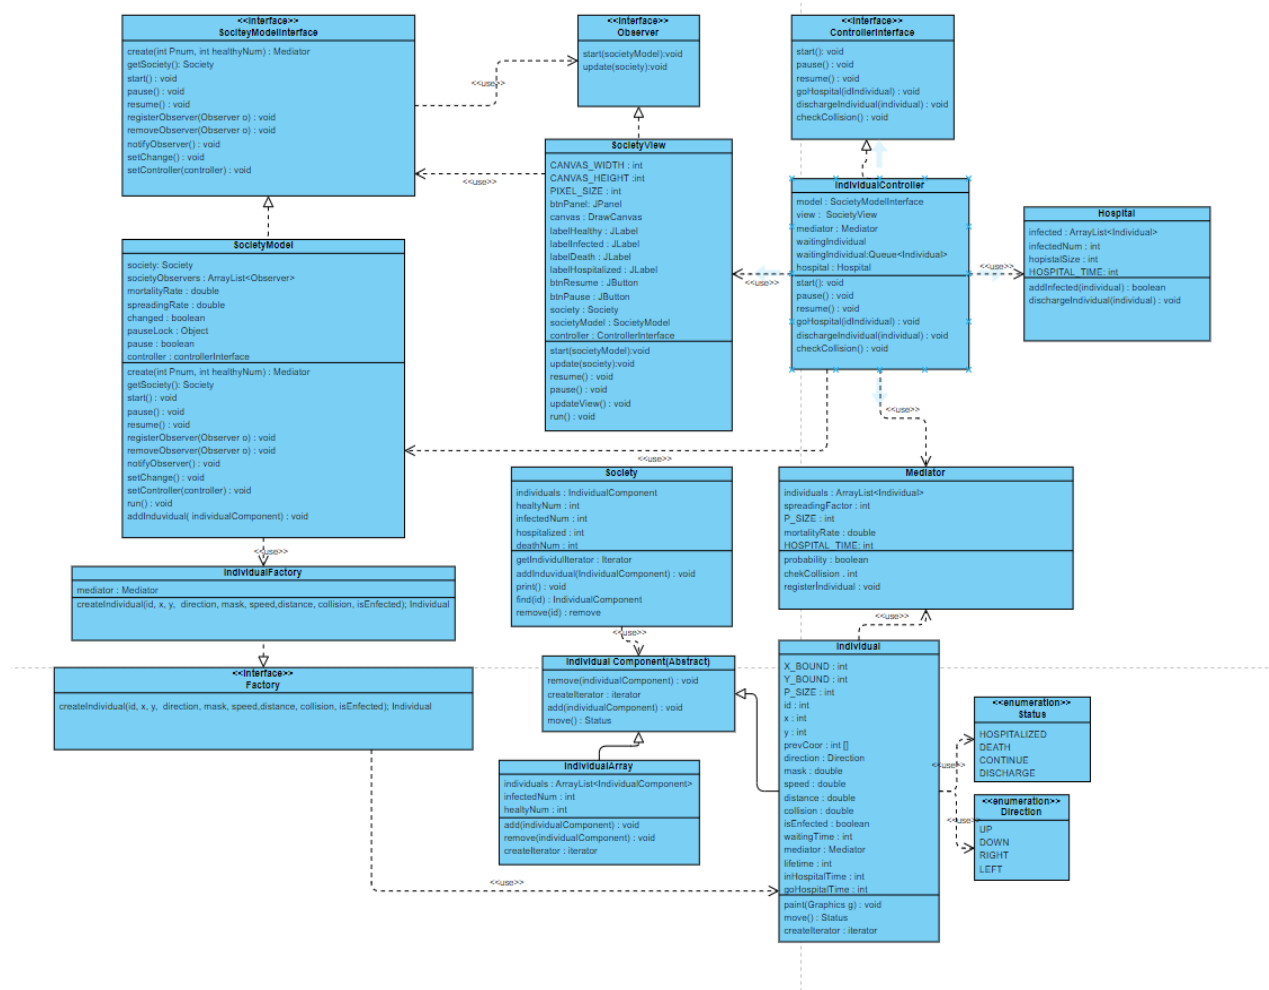 <<Interface>>
SociteyModelInterface
create(int Pnum, int healthyNum) : Mediator
getSociety(): Society
start() : void
pause() : void
resume() : void
registerObserver(Observer o) : void
removeObserver(Observer o) : void
notifyObserver() : void
setChange() : void
setController(controller) : void
<<Interface>>
Observer
start(societyModel):void
update(society):void
<<use>>
<<Interface>>
ControllerInterface
start(): void
pause() : void
resume() : void
goHospital(idIndividual) : void
dischargeIndividual(individual) : void
checkCollision() : void
SocietyView
CANVAS_WIDTH : int
CANVAS_HEIGHT :int
PIXEL_SIZE : int
btnPanel: JPanel
canvas : DrawCanvas
labelHealthy : JLabel
labelInfected : JLabel
labelDeath : JLabel
labelHospitalized : JLabel
btnResume : JButton
btnPause : JButton
society : Society
societyModel : SocietyModel
controller : ControllerInterface
start(societyModel):void
update(society):void
resume() : void
pause() : void
updateView() : void
run() : void
<<use>>
IndividualController
model : SocietyModelInterface
view : SocietyView
mediator : Mediator
waitingIndividual
waitingIndividual:Queue<Individual>
hospital : Hospital
start(): void
pause() : void
resume() : void
goHospital(idIndividual) : void
dischargeIndividual(individual) : void
checkCollision() : void
<<use>>
<<use>>
Hospital
infected : ArrayList<Individual>
infectedNum : int
hopistalSize : int
HOSPITAL_TIME: int
addInfected(individual) : boolean
dischargeIndividual(individual) : void
SocietyModel
society: Society
societyObservers : ArrayList<Observer>
mortalityRate : double
spreadingRate : double
changed : boolean
pauseLock : Object
pause : boolean
controller : controllerInterface
create(int Pnum, int healthyNum) : Mediator
getSociety(): Society
start() : void
pause() : void
resume() : void
registerObserver(Observer o) : void
removeObserver(Observer o) : void
notifyObserver() : void
setChange() : void
setController(controller) : void
run() : void
addInduvidual( individualComponent) : void
<<use>>
<<use>>
<<use>>
IndividualFactory
mediator : Mediator
createIndividual(id, x, y, direction, mask, speed,distance, collision, isEnfected); Individual
<<Interface>>
Factory
createIndividual(id, x, y, direction, mask, speed,distance, collision, isEnfected); Individual
Society
individuals : IndividualComponent
healtyNum : int
infectedNum : int
hospitalized : int
deathNum : int
getIndividulIterator : Iterator
addInduvidual(IndividualComponent) : void
print() : void
find(id) : IndividualComponent
remove(id) : remove
<<use>>
Mediator
individuals : ArrayList<Individual>
spreadingFactor : int
P_SIZE : int
mortalityRate : double
HOSPITAL_TIME: int
probability : boolean
chekCollision . int
registerIndividual : void
<<use>>
Individual Component(Abstract)
remove(individualComponent) : void
createIterator : iterator
add(individualComponent) : void
move() : Status
IndividualArray
individuals : ArrayList<IndividualComponent>
infectedNum : int
healtyNum : int
add(individualComponent) : void
remove(individualComponent) : void
createIterator : iterator
Individual
X_BOUND : int
Y_BOUND : int
P_SIZE : int
id : int
x : int
y : int
prevCoor : int []
direction : Direction
mask : double
speed : double
distance : double
collision : double
isEnfected : boolean
waitingTime : int
mediator : Mediator
lifetime : int
inHospitalTime : int
goHospitalTime : int
paint(Graphics g) : void
move() : Status
createIterator : iterator
<<use>>
<<use>>
<<use>>
<<enumeration>>
Status
HOSPITALIZED
DEATH
CONTINUE
DISCHARGE
<<enumeration>>
Direction
UP
DOWN
RIGHT
LEFT